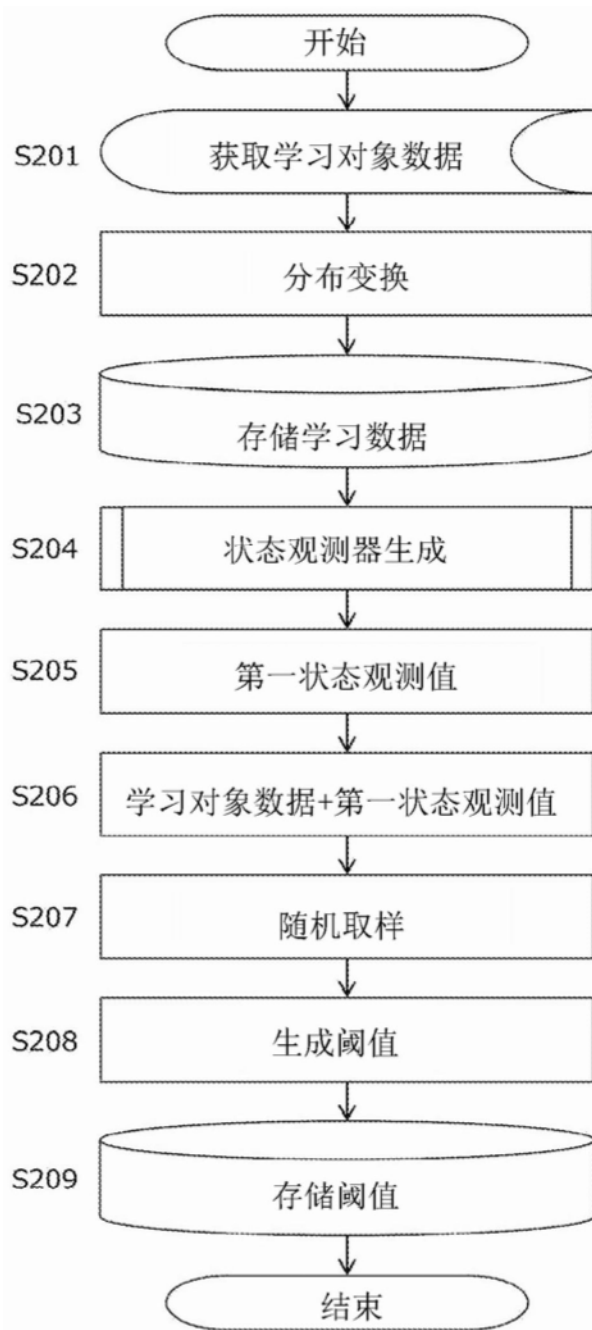 开始
S201 获取学习对象数据
S202 分布变换
S203 存储学习数据
S204 状态观测器生成
S205 第一状态观测值
S206 学习对象数据+第一状态观测值
S207 随机取样
S208 生成阈值
S209 存储阈值
结束